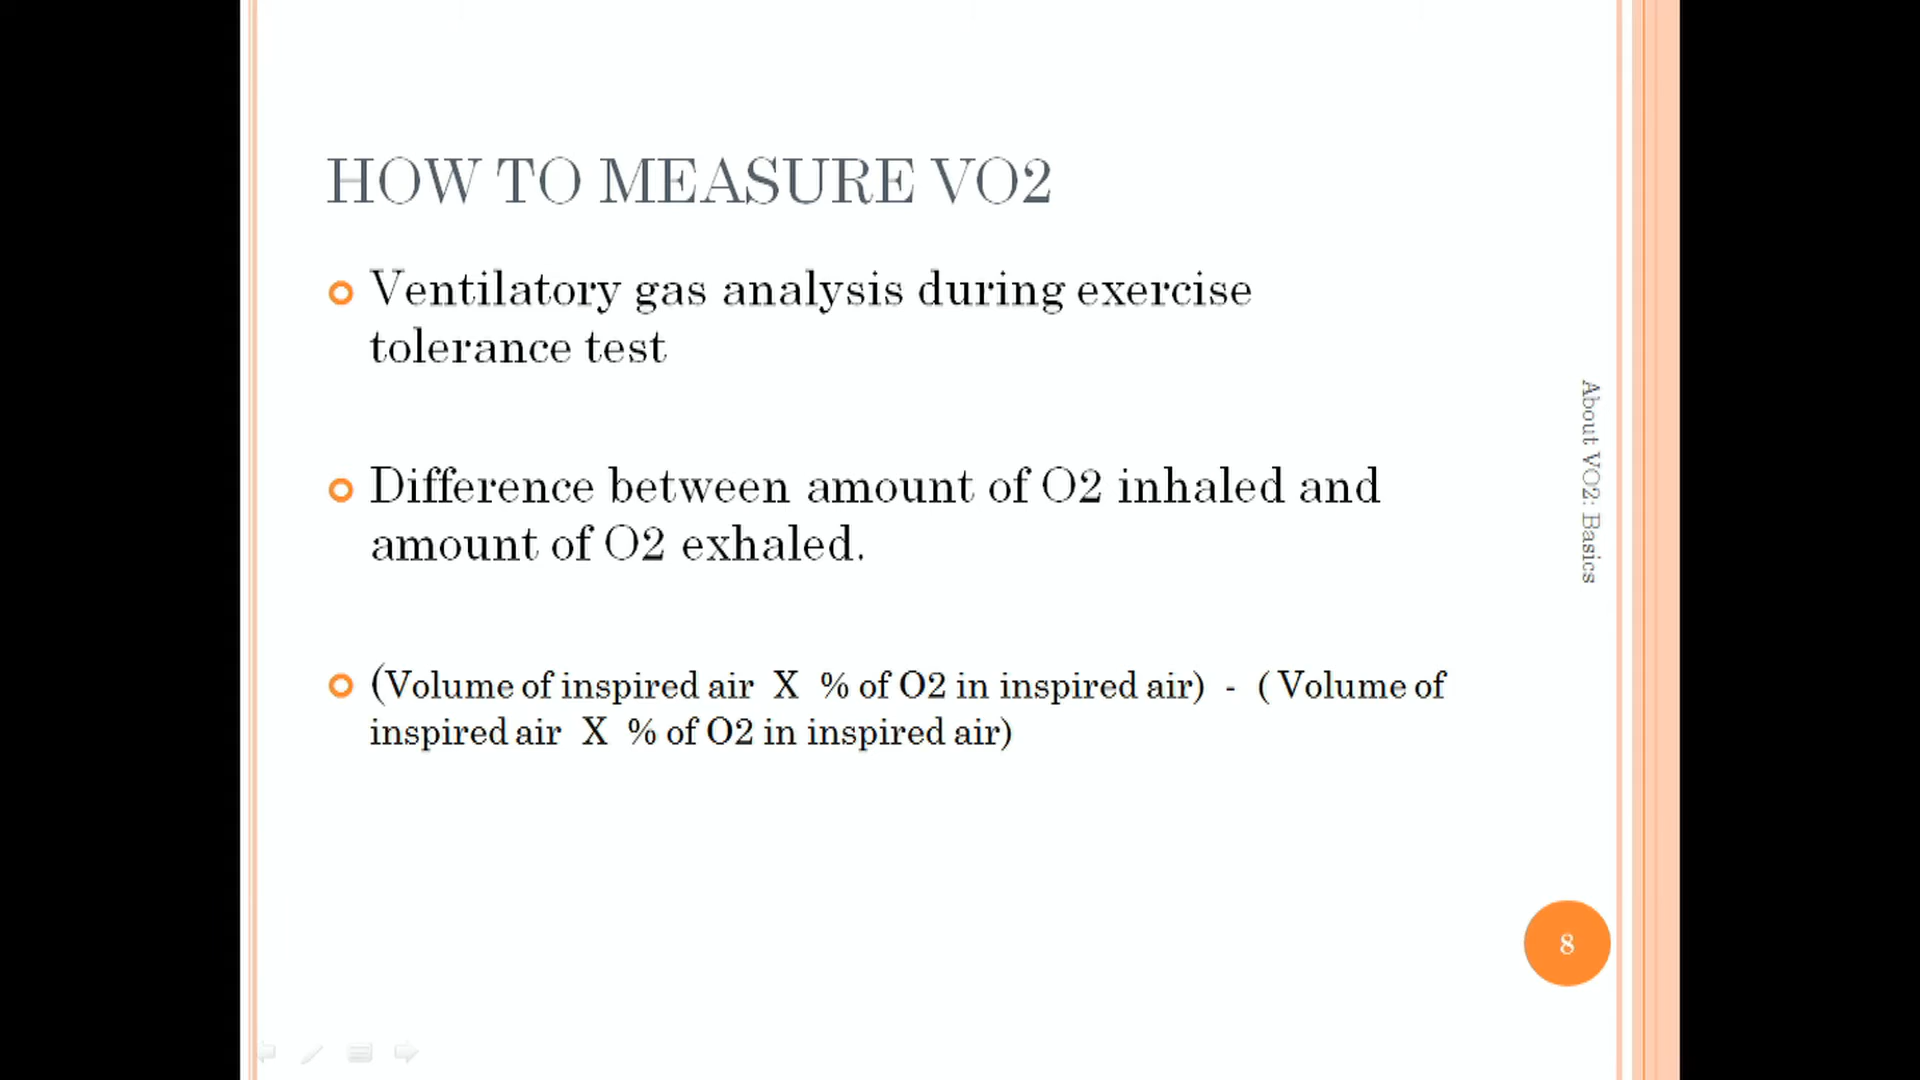 HOW TO MEASURE VO2
Ventilatory gas analysis during exercise
tolerance test
Difference between amount of O2 inhaled and
amount of O2 exhaled.
(Volume of inspired air X % of O2 in inspired air) - ( Volume of
inspired air X % of O2 in inspired air)
About VO2: Basics
8